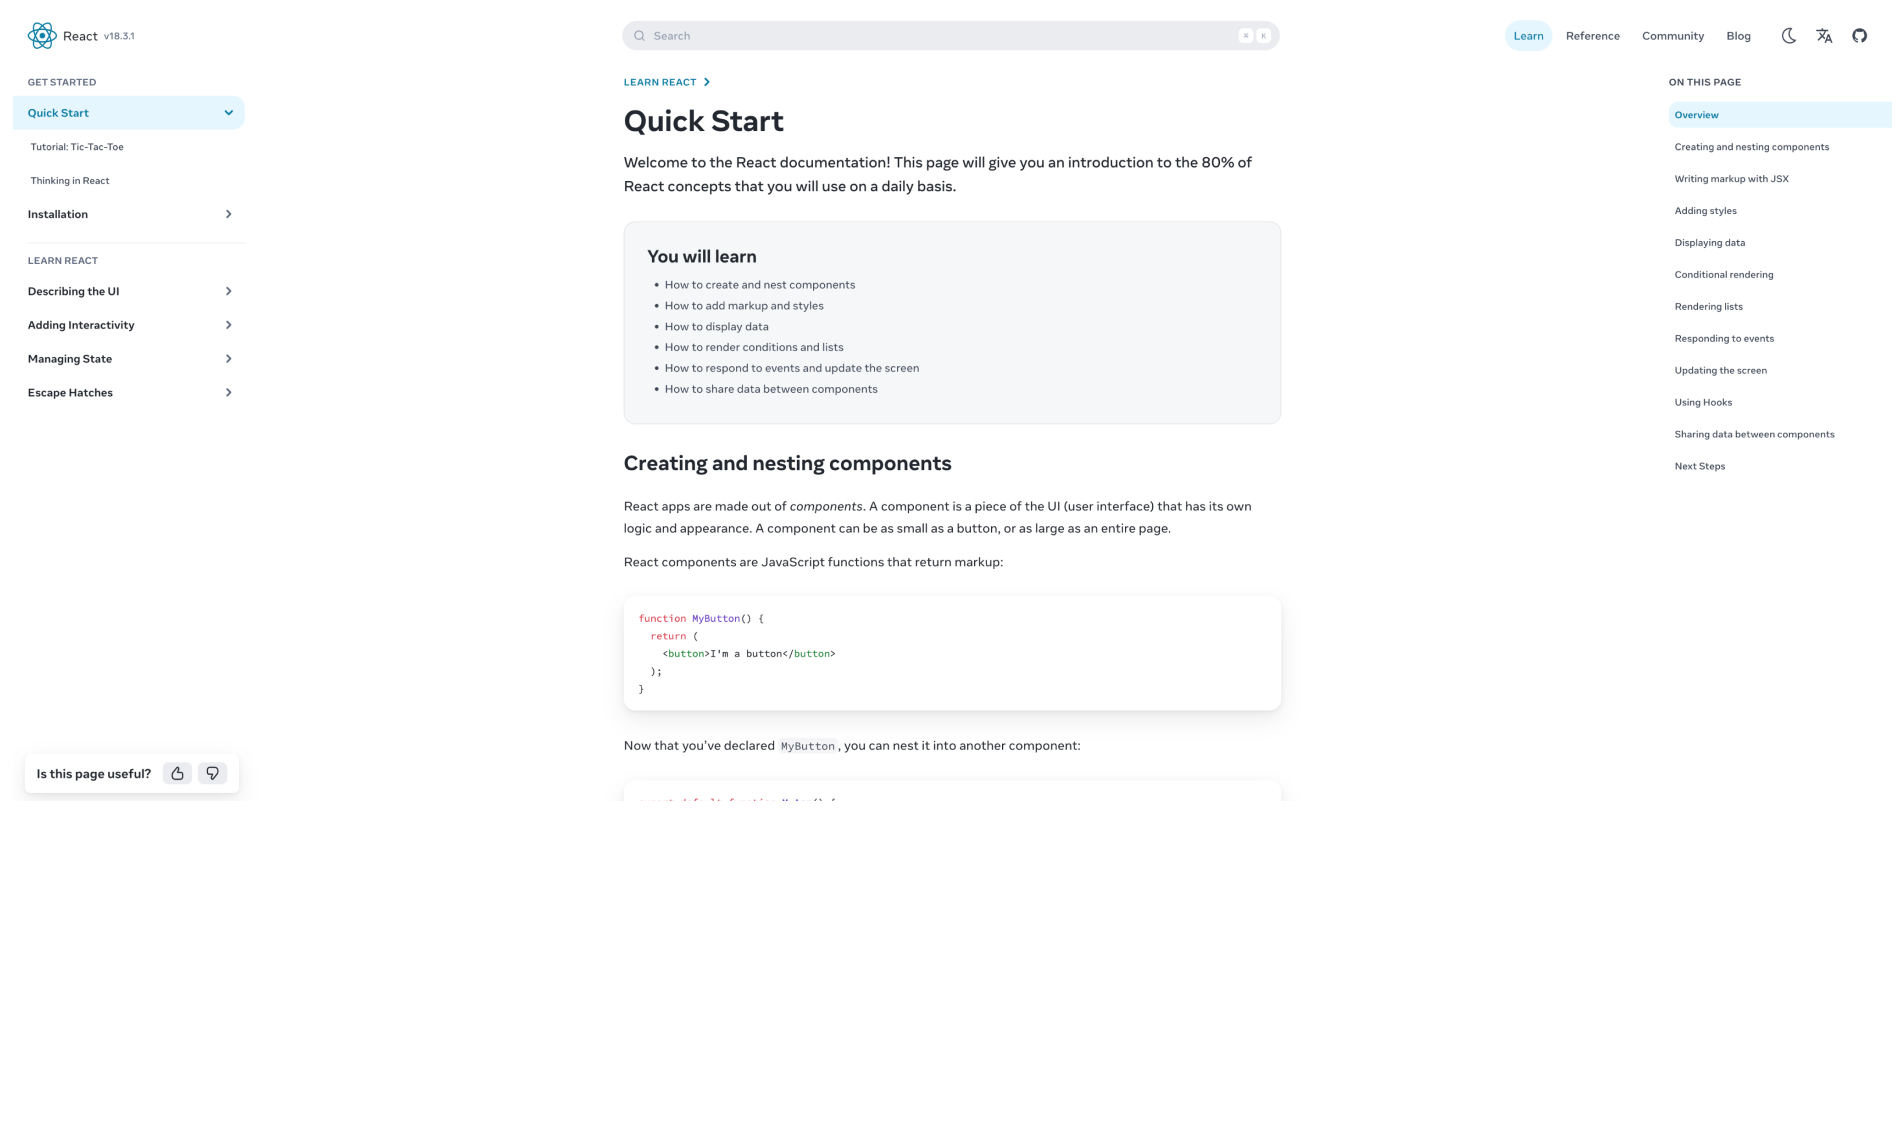 React v18.3.1
Search
⌘ K
Learn
Reference
Community
Blog
GET STARTED
Quick Start
Tutorial: Tic-Tac-Toe
Thinking in React
Installation
LEARN REACT
Describing the UI
Adding Interactivity
Managing State
Escape Hatches
Is this page useful?
LEARN REACT
Quick Start
Welcome to the React documentation! This page will give you an introduction to the 80% of
React concepts that you will use on a daily basis.
You will learn
• How to create and nest components
• How to add markup and styles
• How to display data
• How to render conditions and lists
• How to respond to events and update the screen
• How to share data between components
Creating and nesting components
React apps are made out of components. A component is a piece of the UI (user interface) that has its own
logic and appearance. A component can be as small as a button, or as large as an entire page.
React components are JavaScript functions that return markup:
function MyButton() {
  return (
    <button>I'm a button</button>
  );
}
Now that you’ve declared MyButton, you can nest it into another component:
export default function MyApp() {
ON THIS PAGE
Overview
Creating and nesting components
Writing markup with JSX
Adding styles
Displaying data
Conditional rendering
Rendering lists
Responding to events
Updating the screen
Using Hooks
Sharing data between components
Next Steps